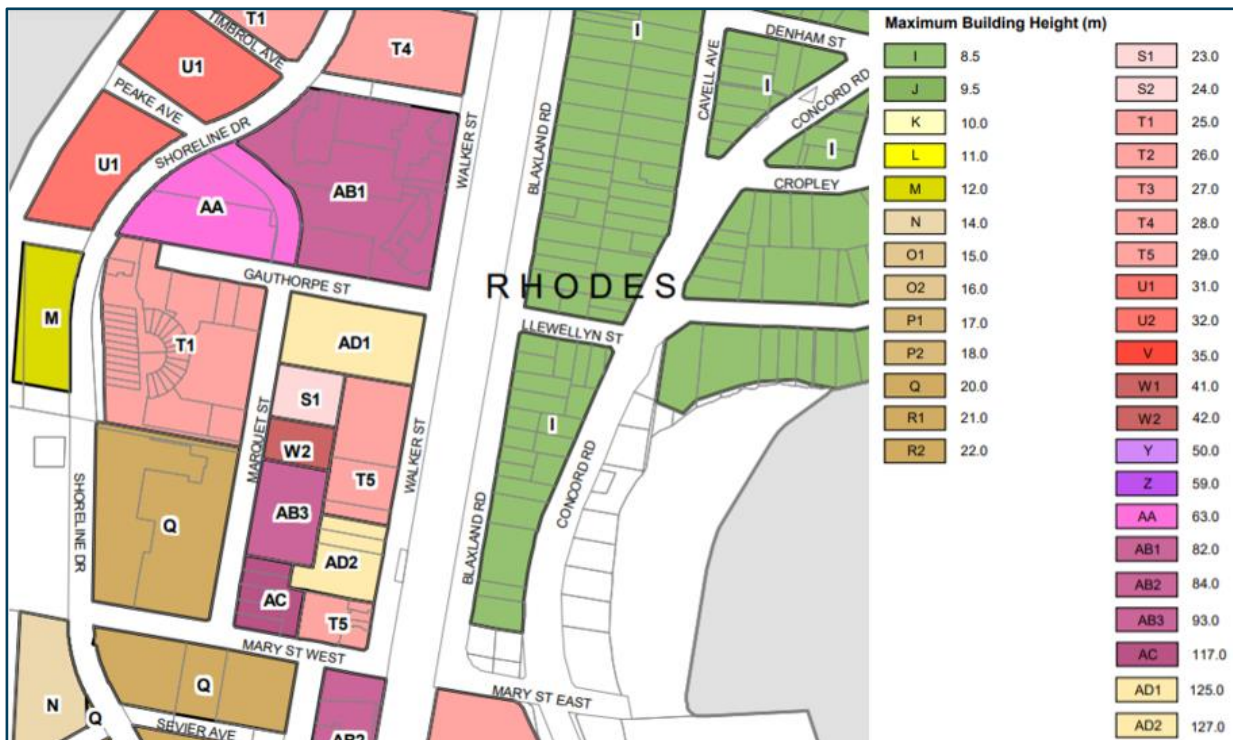 TIMBROL AVE
T1
T4
U1
PEAKE AVE
SHORELINE DR
U1
AA
AB1
WALKER ST
BLAXLAND RD
I
CAVELL AVE
DENHAM ST
I
CONCORD RD
I
CROPLEY
GAUTHORPE ST
RHODES
LLEWELLYN ST
M
T1
AD1
S1
MARQUET ST
W2
T5
WALKER ST
I
CONCORD RD
SHORELINE DR
Q
AB3
AD2
BLAXLAND RD
AC
T5
MARY ST WEST
N
Q
Q
SEVIER AVE
AB2
MARY ST EAST
Maximum Building Height (m)
I 8.5
J 9.5
K 10.0
L 11.0
M 12.0
N 14.0
O1 15.0
O2 16.0
P1 17.0
P2 18.0
Q 20.0
R1 21.0
R2 22.0
S1 23.0
S2 24.0
T1 25.0
T2 26.0
T3 27.0
T4 28.0
T5 29.0
U1 31.0
U2 32.0
V 35.0
W1 41.0
W2 42.0
Y 50.0
Z 59.0
AA 63.0
AB1 82.0
AB2 84.0
AB3 93.0
AC 117.0
AD1 125.0
AD2 127.0